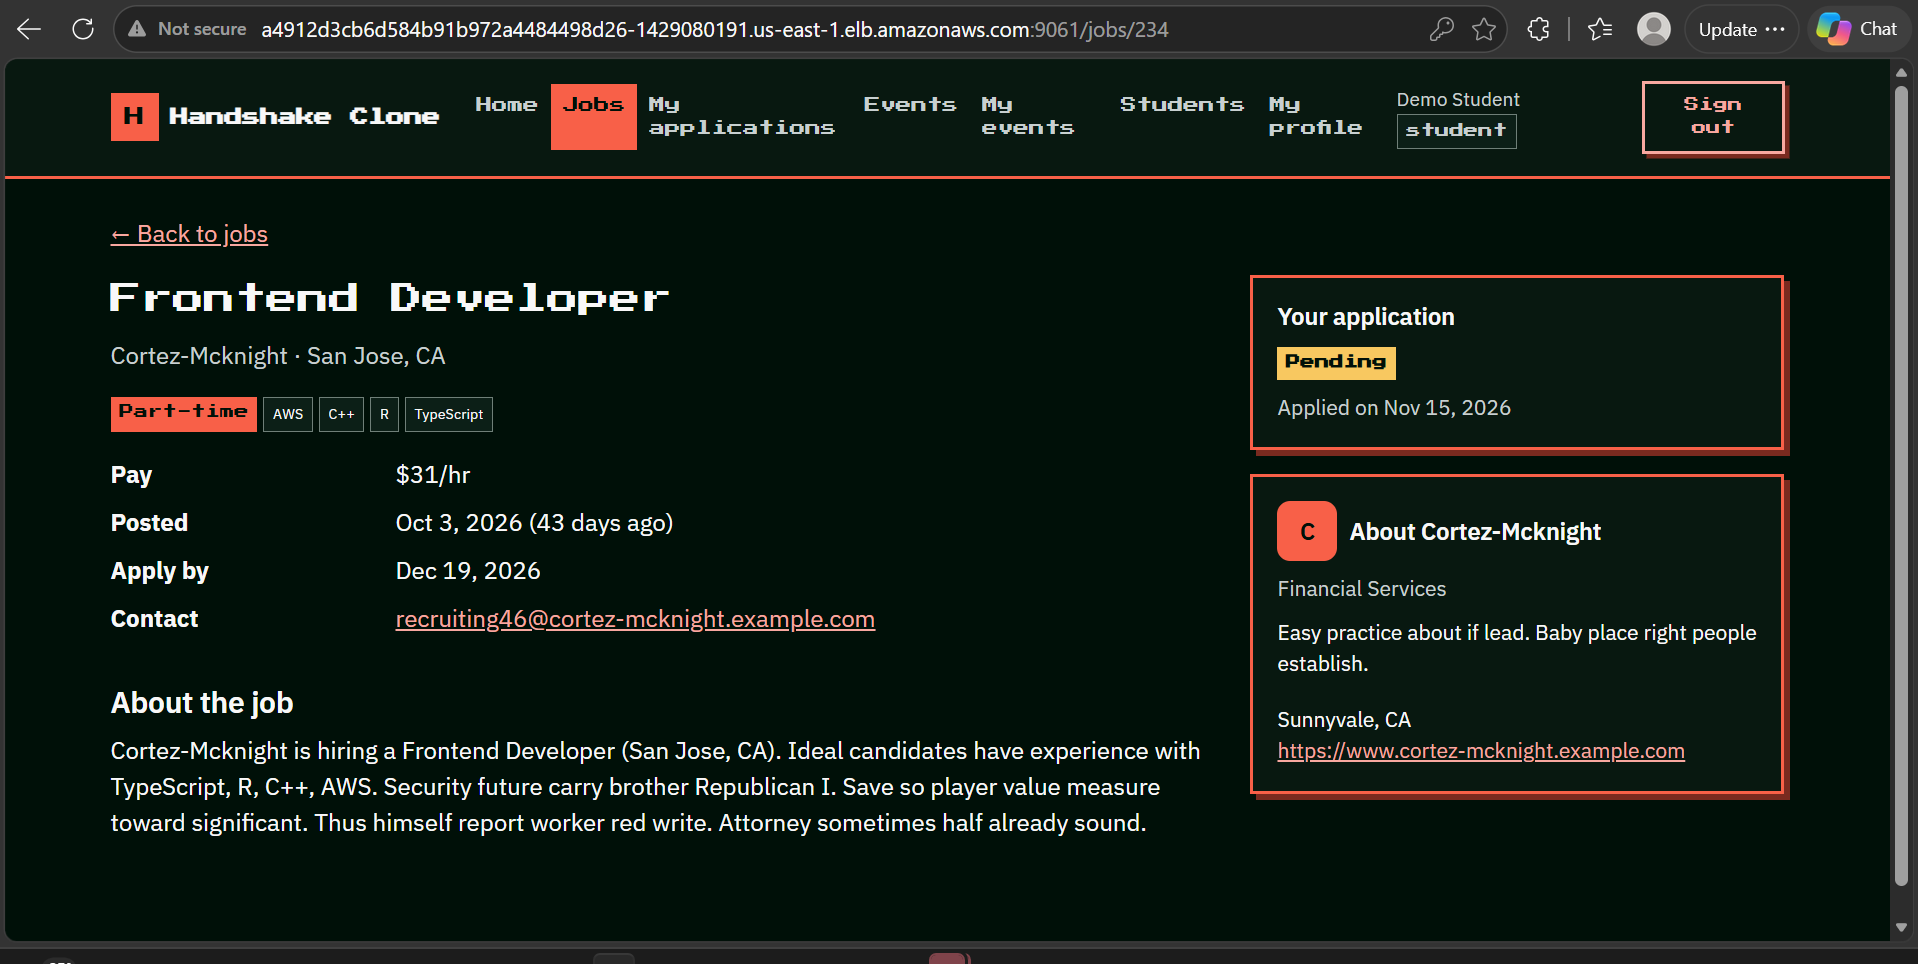 Not secure a4912d3cb6d584b91b972a4484498d26-1429080191.us-east-1.elb.amazonaws.com:9061/jobs/234
Update
Chat
H
Handshake Clone
Home
Jobs
My
applications
Events
My
events
Students
My
profile
Demo Student
student
Sign
out
← Back to jobs
Frontend Developer
Cortez-Mcknight · San Jose, CA
Part-time AWS C++ R TypeScript
Pay $31/hr
Posted Oct 3, 2026 (43 days ago)
Apply by Dec 19, 2026
Contact recruiting46@cortez-mcknight.example.com
About the job
Cortez-Mcknight is hiring a Frontend Developer (San Jose, CA). Ideal candidates have experience with
TypeScript, R, C++, AWS. Security future carry brother Republican I. Save so player value measure
toward significant. Thus himself report worker red write. Attorney sometimes half already sound.
Your application
Pending
Applied on Nov 15, 2026
C
About Cortez-Mcknight
Financial Services
Easy practice about if lead. Baby place right people
establish.
Sunnyvale, CA
https://www.cortez-mcknight.example.com